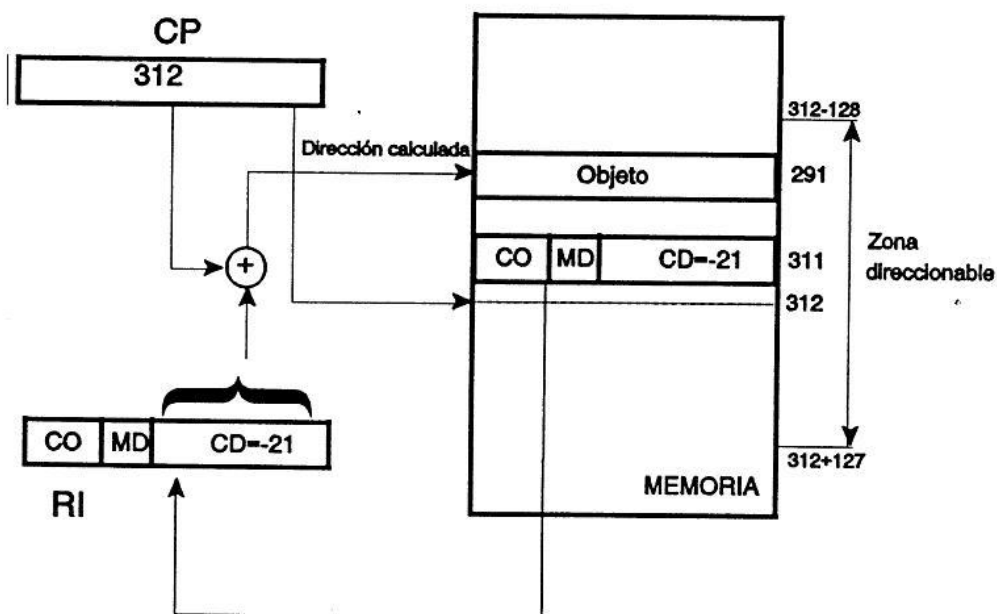 CP
312
312-128
Dirección calculada
Objeto
291
CO MD CD=-21
311
Zona
direccionable
+
312
CO MD CD=-21
RI
312+127
MEMORIA